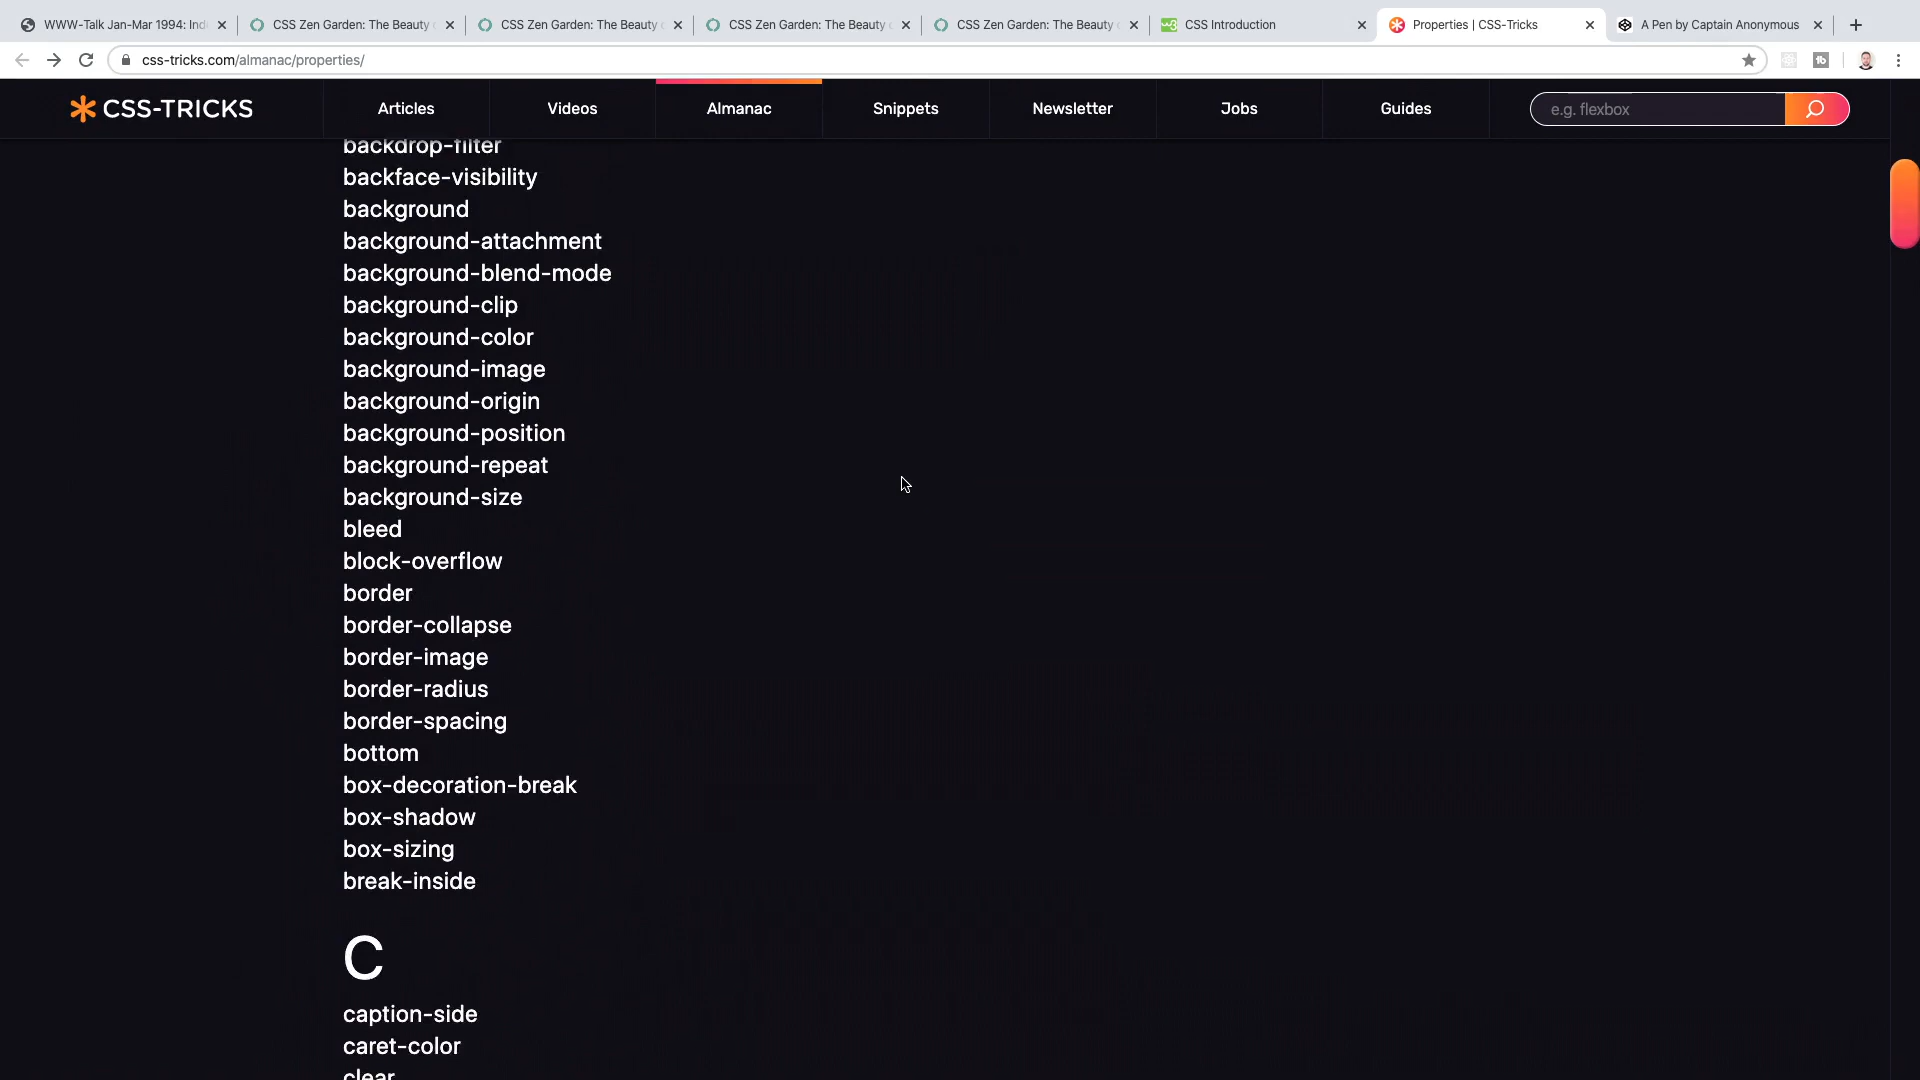 WWW-Talk Jan-Mar 1994: Ind
CSS Zen Garden: The Beauty o
CSS Zen Garden: The Beauty o
CSS Zen Garden: The Beauty o
CSS Zen Garden: The Beauty o
CSS Introduction
Properties | CSS-Tricks
A Pen by Captain Anonymous
css-tricks.com/almanac/properties/
CSS-TRICKS
Articles
Videos
Almanac
Snippets
Newsletter
Jobs
Guides
e.g. flexbox
backdrop-filter
backface-visibility
background
background-attachment
background-blend-mode
background-clip
background-color
background-image
background-origin
background-position
background-repeat
background-size
bleed
block-overflow
border
border-collapse
border-image
border-radius
border-spacing
bottom
box-decoration-break
box-shadow
box-sizing
break-inside
C
caption-side
caret-color
clear